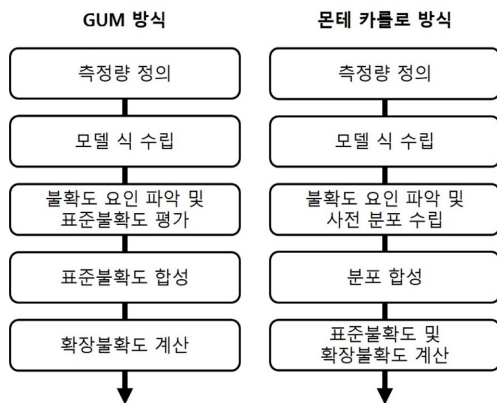 GUM 방식
측정량 정의
모델 식 수립
불확도 요인 파악 및
표준불확도 평가
표준불확도 합성
확장불확도 계산
몬테 카를로 방식
측정량 정의
모델 식 수립
불확도 요인 파악 및
사전 분포 수립
분포 합성
표준불확도 및
확장불확도 계산